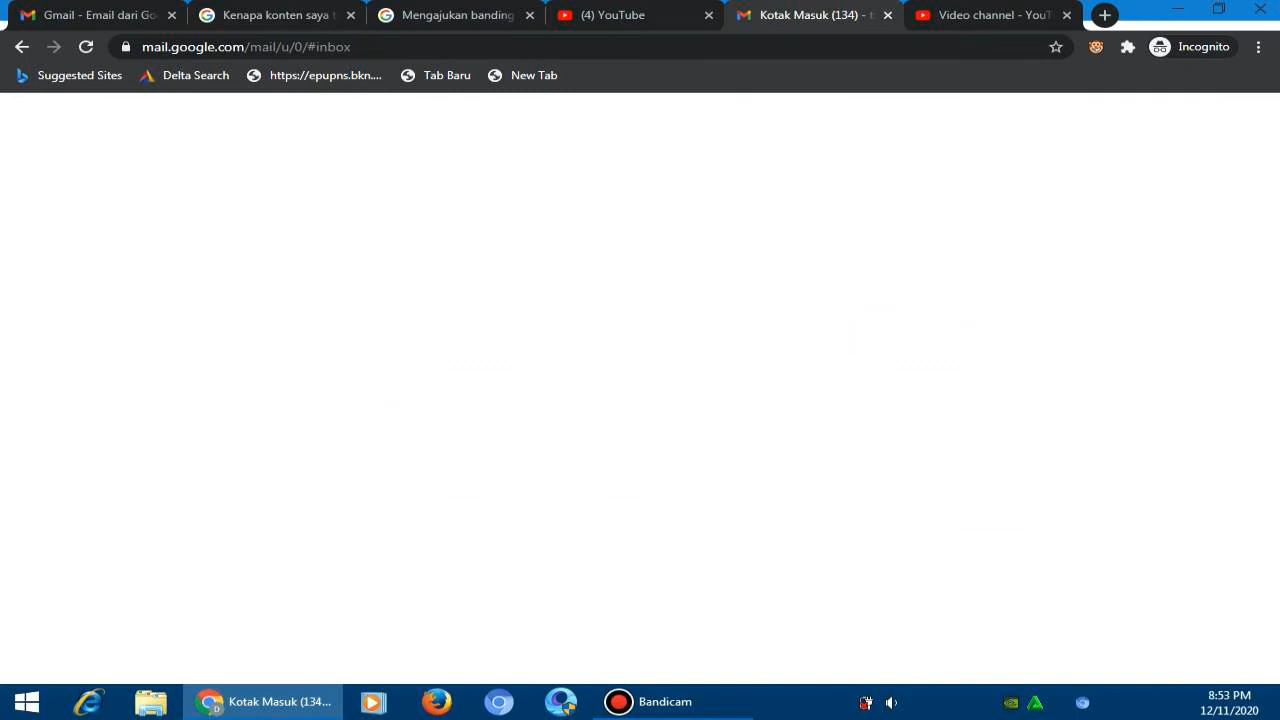 Gmail - Email dari Go
Kenapa konten saya t
Mengajukan banding
(4) YouTube
Kotak Masuk (134) - t
Video channel - YouT
mail.google.com/mail/u/0/#inbox
Incognito
Suggested Sites
Delta Search
https://epupns.bkn....
Tab Baru
New Tab
Kotak Masuk (134...
Bandicam
8:53 PM
12/11/2020